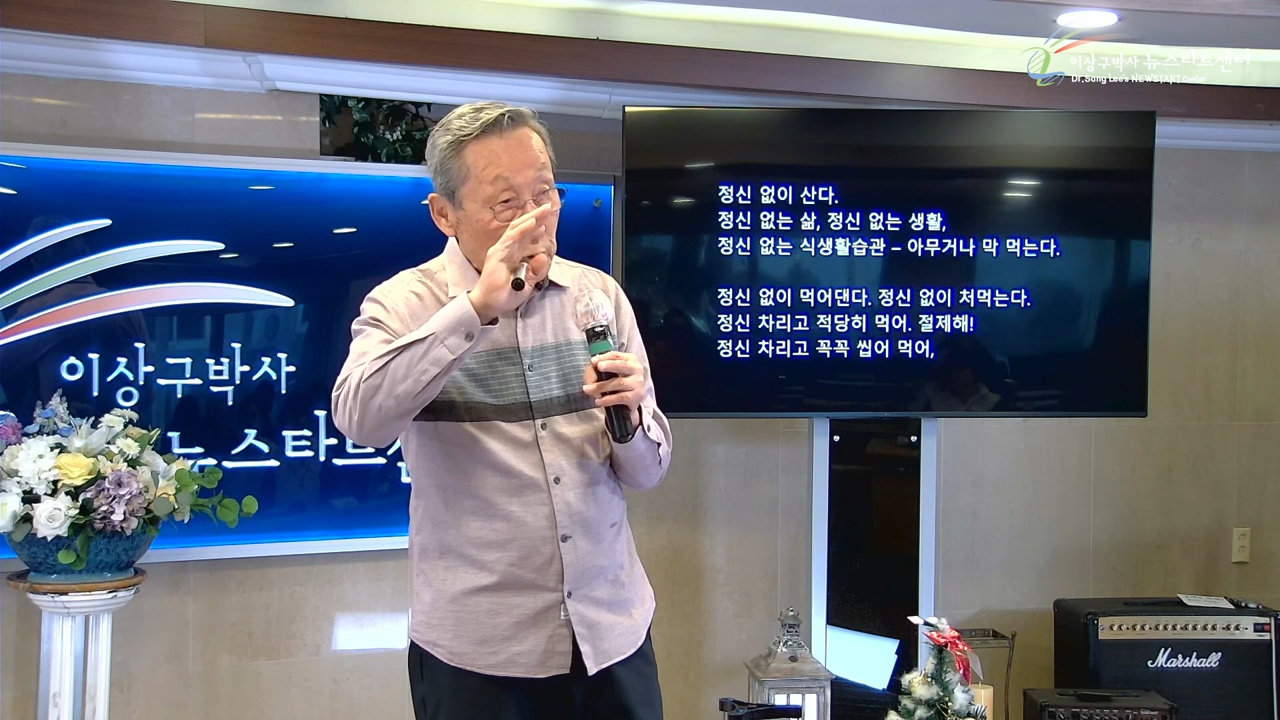 이상구박사 뉴스타트센터
Dr.Sang Lee's NEWSTART Center
정신 없이 산다.
정신 없는 삶, 정신 없는 생활,
정신 없는 식생활습관 – 아무거나 막 먹는다.
정신 없이 먹어댄다. 정신 없이 처먹는다.
정신 차리고 적당히 먹어. 절제해!
정신 차리고 꼭꼭 씹어 먹어,
이상구박사
뉴스타트
Marshall